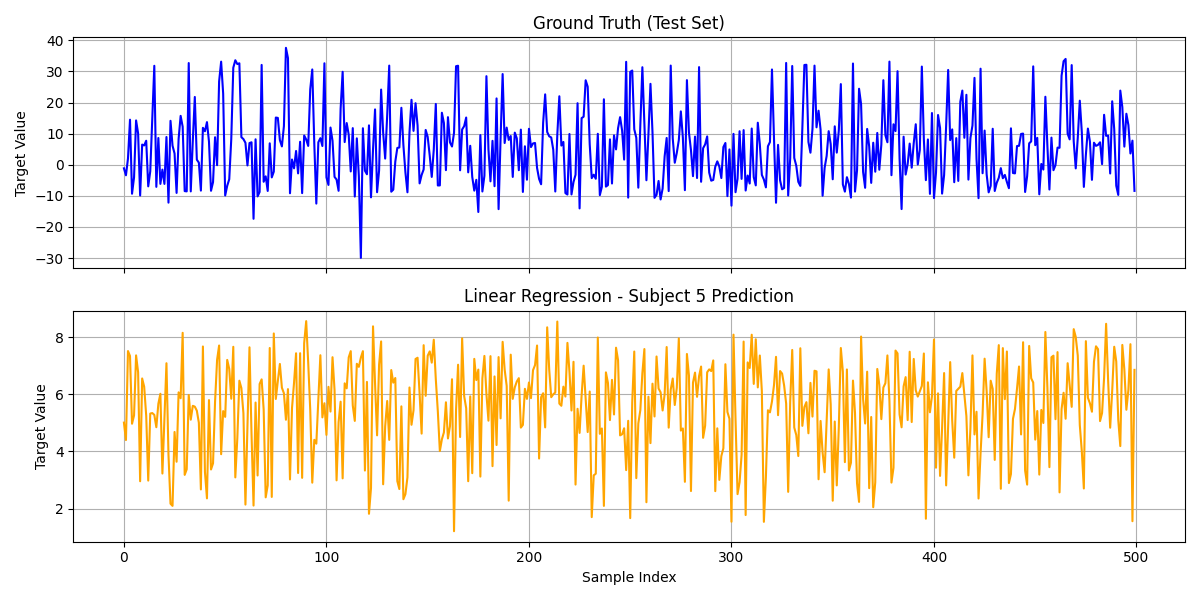 Ground Truth (Test Set)
40
30
20
10
0
−10
−20
−30
Target Value
Linear Regression - Subject 5 Prediction
8
6
4
2
Target Value
0 100 200 300 400 500
Sample Index